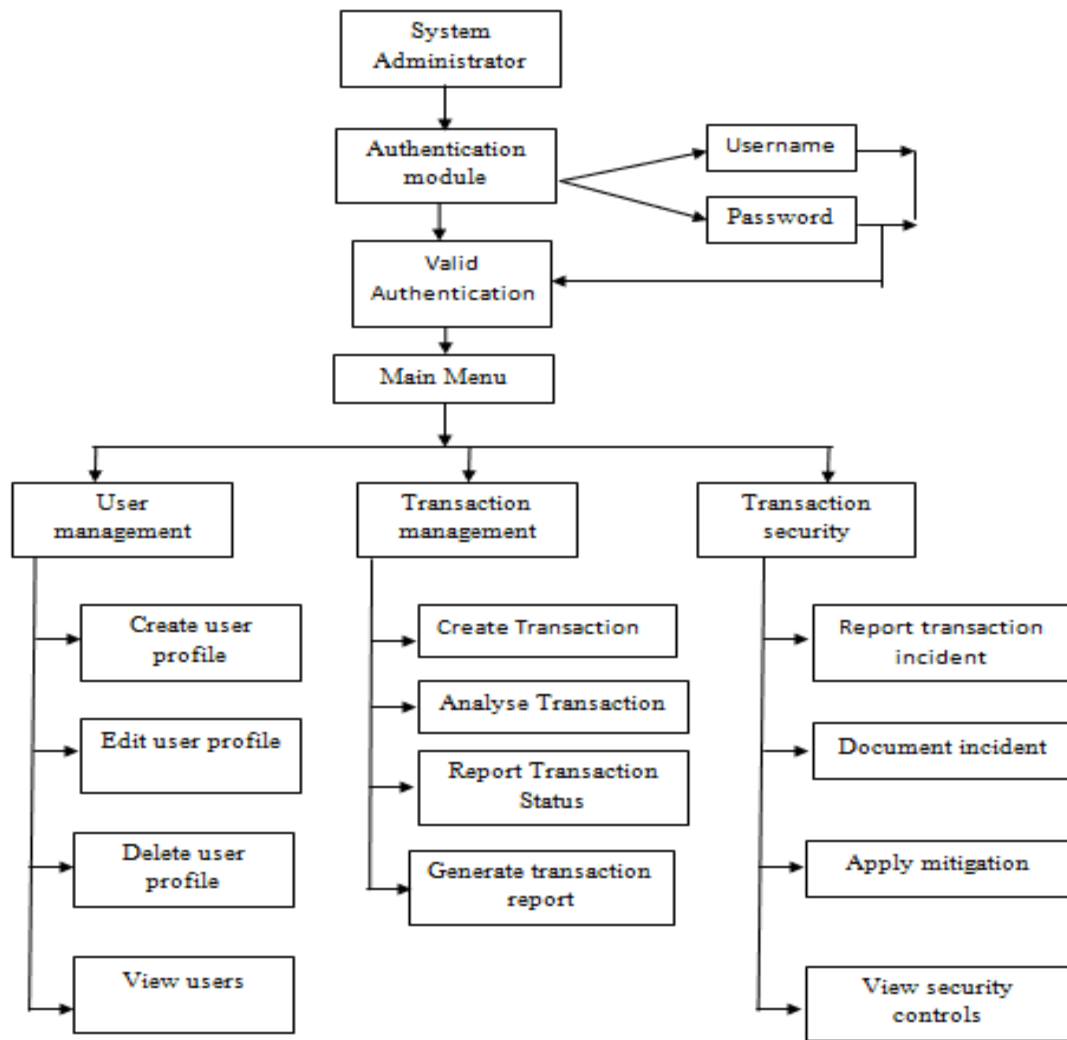 System
Administrator
Authentication
module
Username
Password
Valid
Authentication
Main Menu
User
management
Transaction
management
Transaction
security
Create user
profile
Edit user profile
Delete user
profile
View users
Create Transaction
Analyse Transaction
Report Transaction
Status
Generate transaction
report
Report transaction
incident
Document incident
Apply mitigation
View security
controls